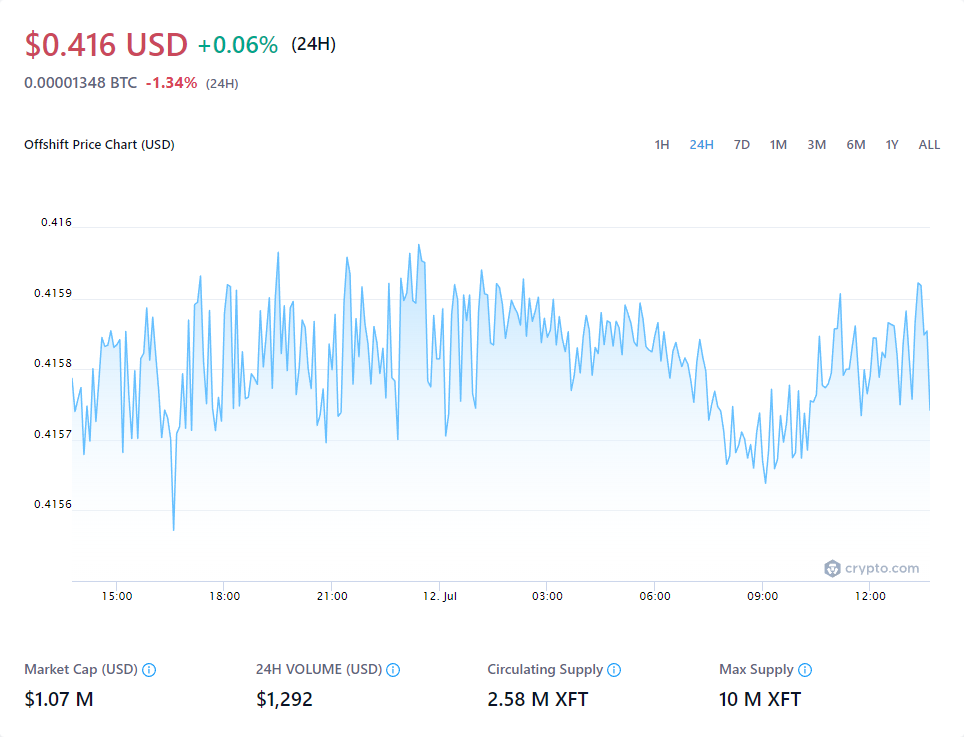 $0.416 USD +0.06% (24H)
0.00001348 BTC -1.34% (24H)
Offshift Price Chart (USD) 1H 24H 7D 1M 3M 6M 1Y ALL
0.416
0.4159
0.4158
0.4157
0.4156
crypto.com
15:00 18:00 21:00 12. Jul 03:00 06:00 09:00 12:00
Market Cap (USD) 24H VOLUME (USD) Circulating Supply Max Supply
$1.07 M $1,292 2.58 M XFT 10 M XFT